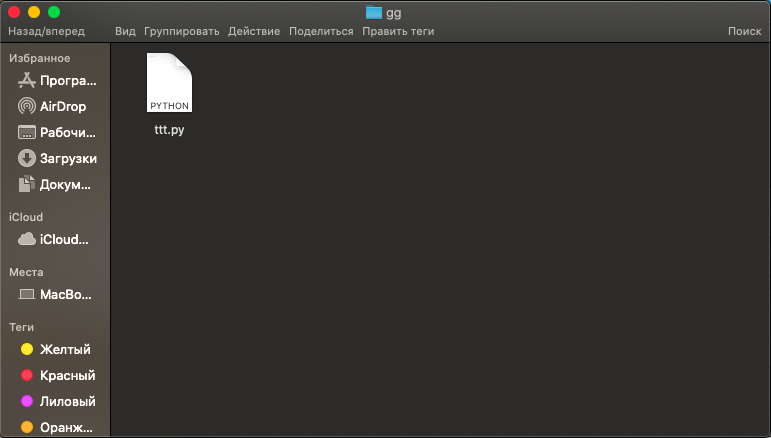 gg
Назад/вперед Вид Группировать Действие Поделиться Править теги Поиск
Избранное
Програ...
AirDrop
Рабочи...
Загрузки
Докум...
iCloud
iCloud...
Места
MacBo...
Теги
Желтый
Красный
Лиловый
Оранж...
PYTHON
ttt.py